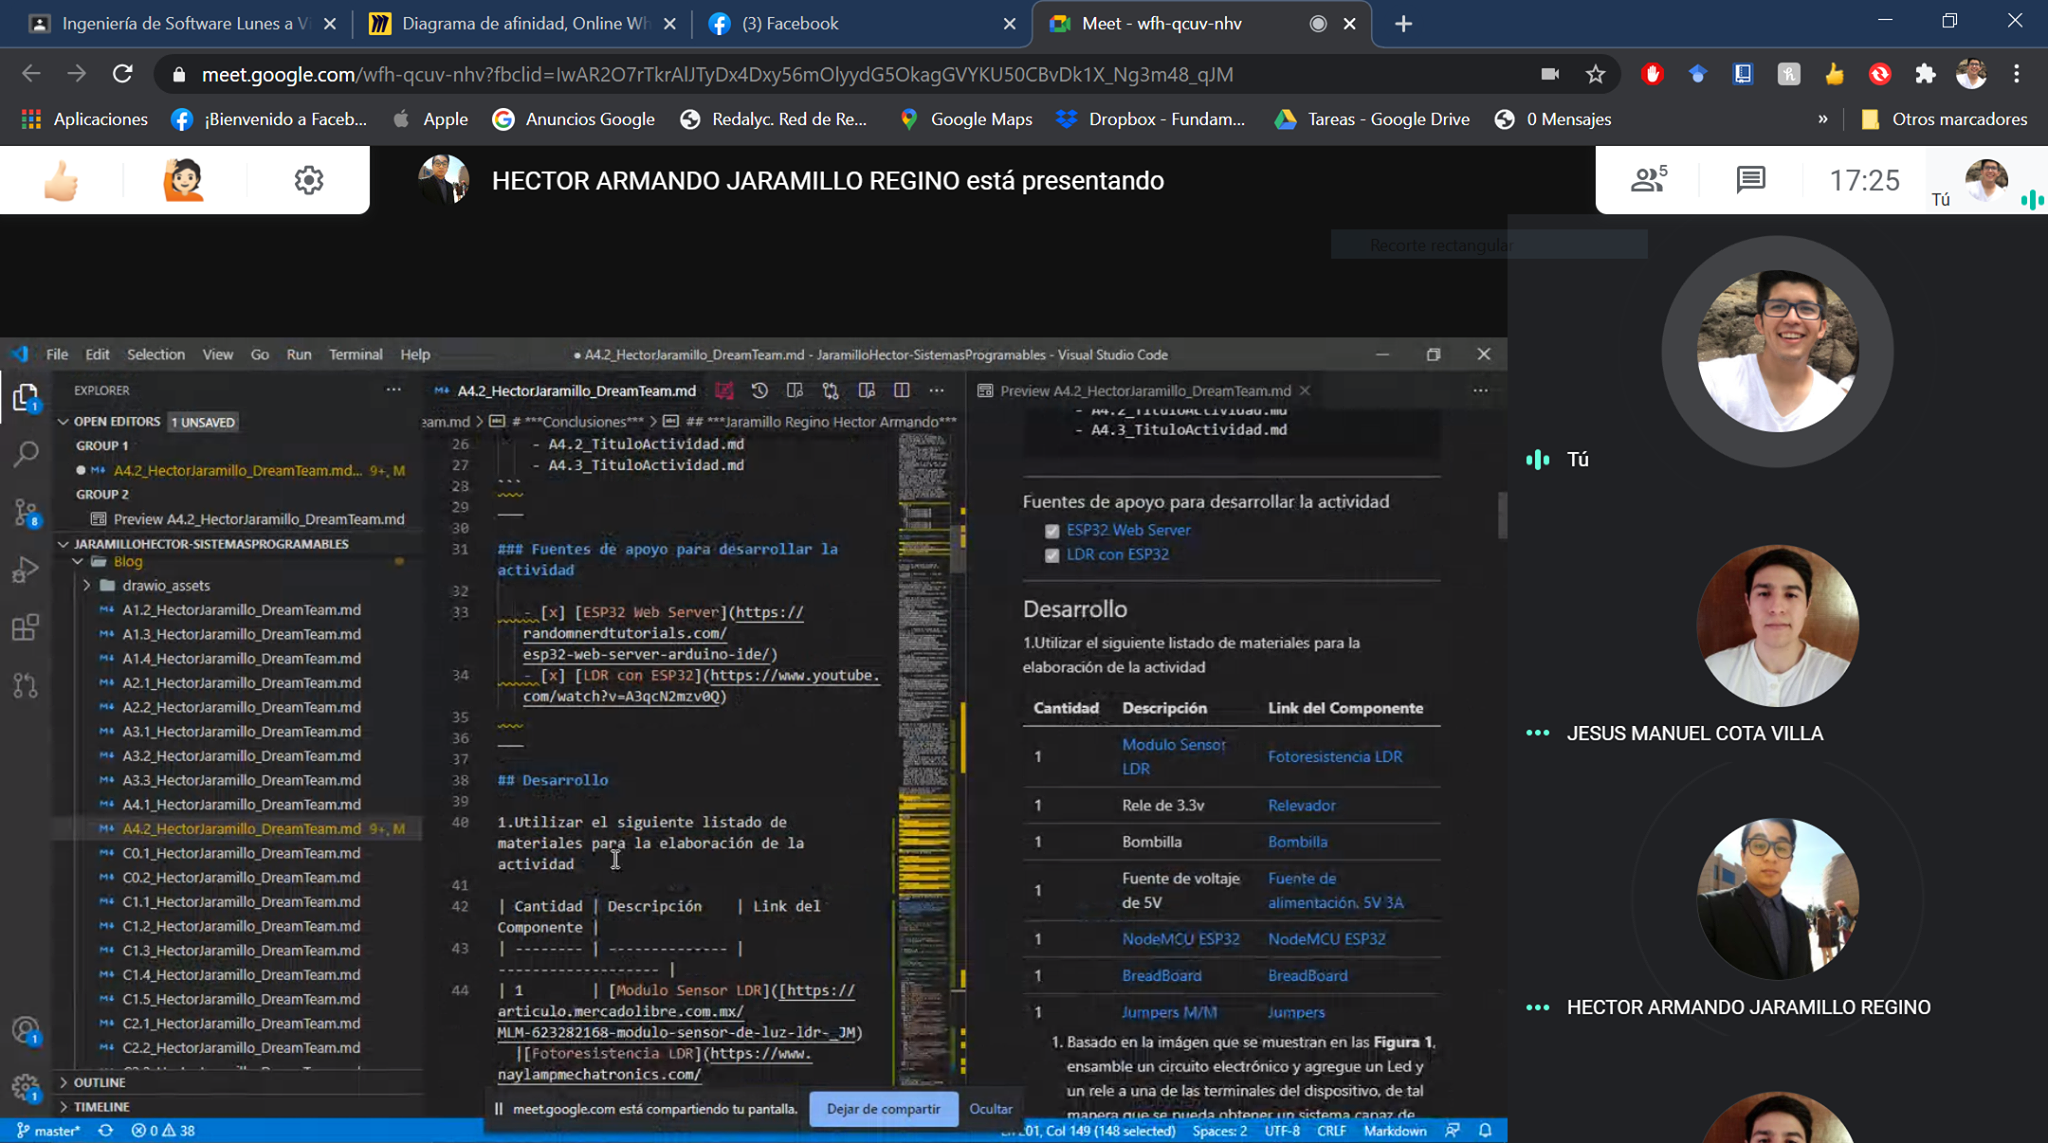 Ingeniería de Software Lunes a Vi
Diagrama de afinidad, Online Wh
(3) Facebook
Meet - wfh-qcuv-nhv
meet.google.com/wfh-qcuv-nhv?fbclid=IwAR2O7rTkrAlJTyDx4Dxy56mOlyydG5OkagGVYKU50CBvDk1X_Ng3m48_qJM
Aplicaciones
¡Bienvenido a Faceb...
Apple
Anuncios Google
Redalyc. Red de Re...
Google Maps
Dropbox - Fundam...
Tareas - Google Drive
0 Mensajes
»
Otros marcadores
HECTOR ARMANDO JARAMILLO REGINO está presentando
5
17:25
Tú
Recorte rectangular
File Edit Selection View Go Run Terminal Help
● A4.2_HectorJaramillo_DreamTeam.md - JaramilloHector-SistemasProgramables - Visual Studio Code
EXPLORER
OPEN EDITORS 1 UNSAVED
GROUP 1
A4.2_HectorJaramillo_DreamTeam.md... 9+, M
GROUP 2
Preview A4.2_HectorJaramillo_DreamTeam.md
JARAMILLOHECTOR-SISTEMASPROGRAMABLES
Blog
drawio_assets
A1.2_HectorJaramillo_DreamTeam.md
A1.3_HectorJaramillo_DreamTeam.md
A1.4_HectorJaramillo_DreamTeam.md
A2.1_HectorJaramillo_DreamTeam.md
A2.2_HectorJaramillo_DreamTeam.md
A3.1_HectorJaramillo_DreamTeam.md
A3.2_HectorJaramillo_DreamTeam.md
A3.3_HectorJaramillo_DreamTeam.md
A4.1_HectorJaramillo_DreamTeam.md
A4.2_HectorJaramillo_DreamTeam.md 9+, M
C0.1_HectorJaramillo_DreamTeam.md
C0.2_HectorJaramillo_DreamTeam.md
C1.1_HectorJaramillo_DreamTeam.md
C1.2_HectorJaramillo_DreamTeam.md
C1.3_HectorJaramillo_DreamTeam.md
C1.4_HectorJaramillo_DreamTeam.md
C1.5_HectorJaramillo_DreamTeam.md
C2.1_HectorJaramillo_DreamTeam.md
C2.2_HectorJaramillo_DreamTeam.md
OUTLINE
TIMELINE
A4.2_HectorJaramillo_DreamTeam.md
eam.md > # ***Conclusiones*** > ## ***Jaramillo Regino Hector Armando***
26 - A4.2_TituloActividad.md
27 - A4.3_TituloActividad.md
28 ```
29
30
31 ### Fuentes de apoyo para desarrollar la
actividad
32
33 - [x] [ESP32 Web Server](https://
randomnerdtutorials.com/
esp32-web-server-arduino-ide/)
34 - [x] [LDR con ESP32](https://www.youtube.
com/watch?v=A3qcN2mzv0Q)
35
36
37
38 ## Desarrollo
39
40 1.Utilizar el siguiente listado de
materiales para la elaboración de la
actividad
41
42 | Cantidad | Descripción | Link del
Componente |
43 | --------- | -------------- |
------------------- |
44 | 1 | [Modulo Sensor LDR]([https://
articulo.mercadolibre.com.mx/
MLM-623282168-modulo-sensor-de-luz-ldr-_JM)
|[Fotoresistencia LDR](https://www.
naylampmechatronics.com/
Preview A4.2_HectorJaramillo_DreamTeam.md
- A4.2_TituloActividad.md
- A4.3_TituloActividad.md
Fuentes de apoyo para desarrollar la actividad
ESP32 Web Server
LDR con ESP32
Desarrollo
1.Utilizar el siguiente listado de materiales para la
elaboración de la actividad
Cantidad Descripción Link del Componente
1 Modulo Sensor LDR Fotoresistencia LDR
1 Rele de 3.3v Relevador
1 Bombilla Bombilla
1 Fuente de voltaje de 5V Fuente de alimentación. 5V 3A
1 NodeMCU ESP32 NodeMCU ESP32
1 BreadBoard BreadBoard
1 Jumpers M/M Jumpers
1. Basado en la imágen que se muestran en las Figura 1,
ensamble un circuito electrónico y agregue un Led y
un rele a una de las terminales del dispositivo, de tal
manera que se pueda obtener un sistema capaz de
meet.google.com está compartiendo tu pantalla.
Dejar de compartir
Ocultar
master* 0 38
201, Col 149 (148 selected) Spaces: 2 UTF-8 CRLF Markdown
Tú
JESUS MANUEL COTA VILLA
HECTOR ARMANDO JARAMILLO REGINO